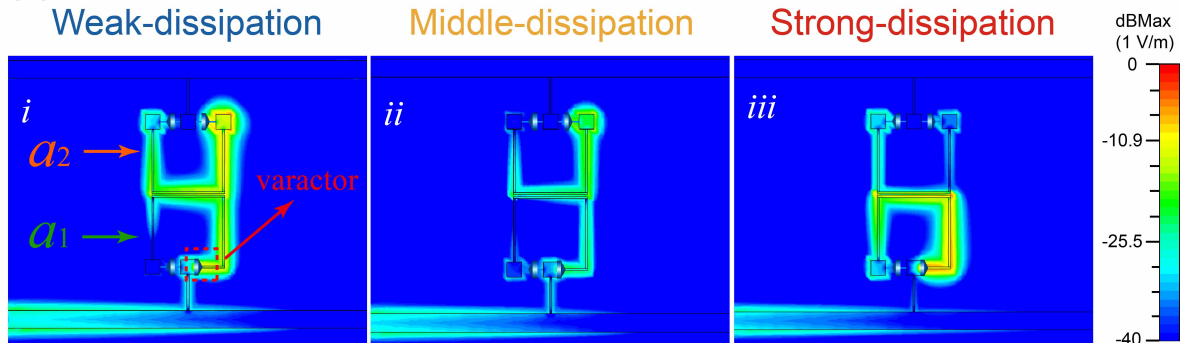 Weak-dissipation
Middle-dissipation
Strong-dissipation
dBMax
(1 V/m)
i
ii
iii
a2
a1
varactor
0
-10.9
-25.5
-40